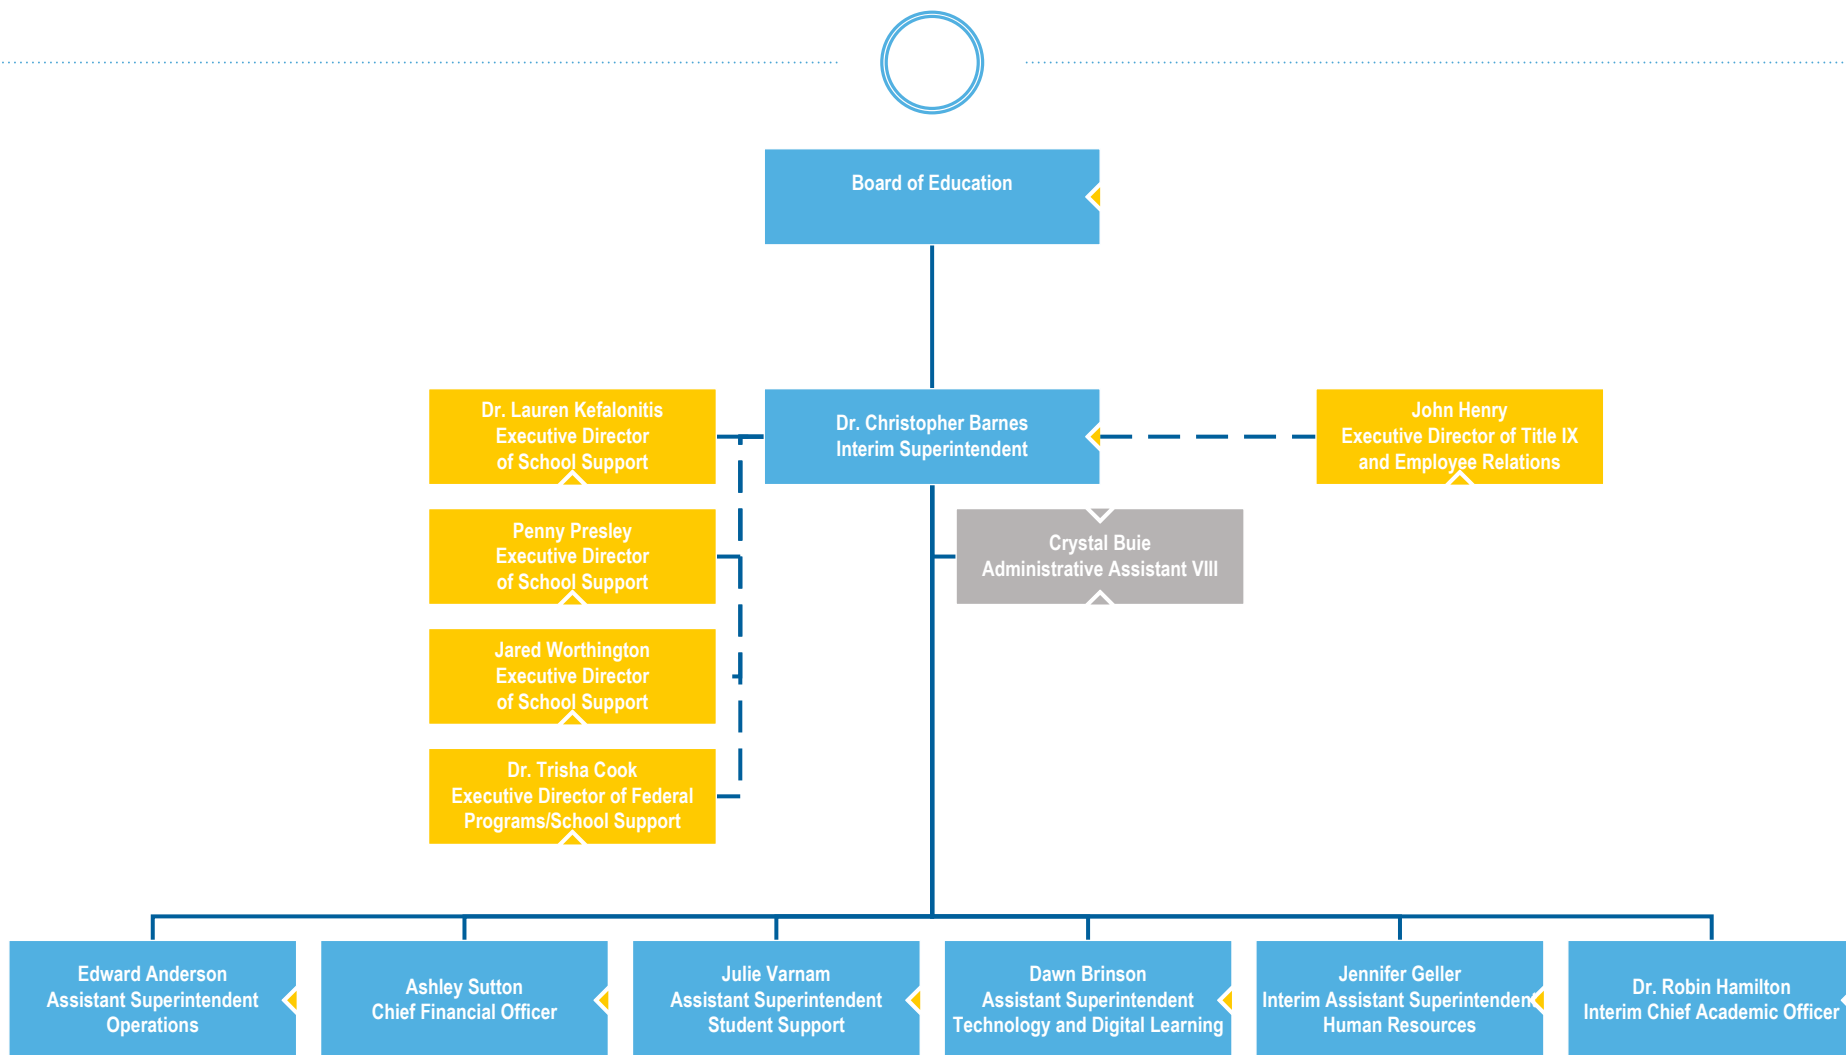 Board of Education
Dr. Lauren Kefalonitis
Executive Director
of School Support
Dr. Christopher Barnes
Interim Superintendent
John Henry
Executive Director of Title IX
and Employee Relations
Penny Presley
Executive Director
of School Support
Crystal Buie
Administrative Assistant VIII
Jared Worthington
Executive Director
of School Support
Dr. Trisha Cook
Executive Director of Federal
Programs/School Support
Edward Anderson
Assistant Superintendent
Operations
Ashley Sutton
Chief Financial Officer
Julie Varnam
Assistant Superintendent
Student Support
Dawn Brinson
Assistant Superintendent
Technology and Digital Learning
Jennifer Geller
Interim Assistant Superintendent
Human Resources
Dr. Robin Hamilton
Interim Chief Academic Officer